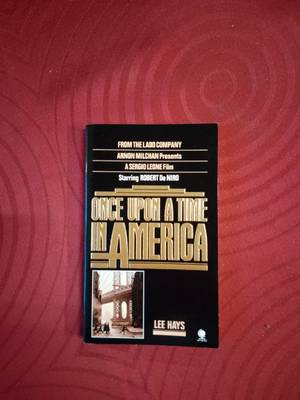 FROM THE LADD COMPANY
ARNON MILCHAN Presents
A SERGIO LEONE Film
Starring ROBERT De NIRO
ONCE UPON A TIME
IN AMERICA
LEE HAYS